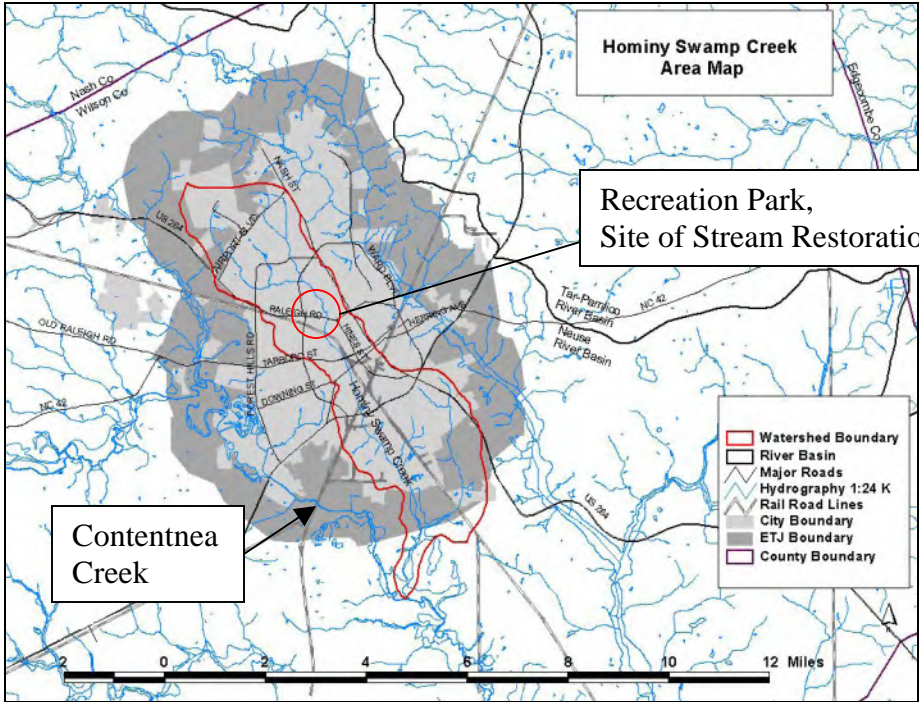 Hominy Swamp Creek
Area Map
Nash Co
Wilson Co
Edgecombe Co
NASH ST
US 264
AIRPORT BLVD
WARD BLVD
Recreation Park,
Site of Stream Restoratio
RALEIGH RD
HERRING AVE
Tar-Pamlico
River Basin
NC 42
Neuse
River Basin
OLD RALEIGH RD
HINES ST
FOREST HILLS RD
TARBORO ST
DOWNING ST
NC 42
Hominy Swamp Creek
US 264
Contentnea
Creek
Watershed Boundary
River Basin
Major Roads
Hydrography 1:24 K
Rail Road Lines
City Boundary
ETJ Boundary
County Boundary
N
2 0 2 4 6 8 10 12 Miles